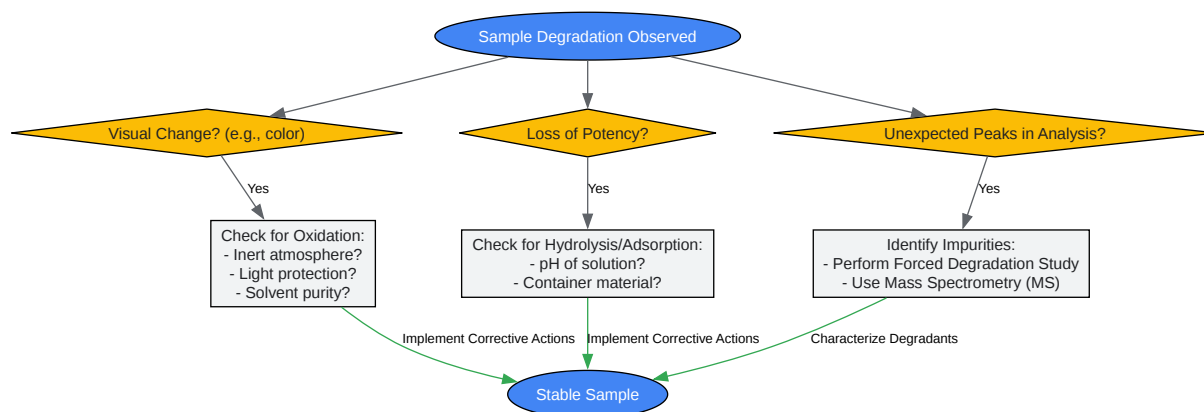 Sample Degradation Observed
Visual Change? (e.g., color)
Loss of Potency?
Unexpected Peaks in Analysis?
Yes
Yes
Yes
Check for Oxidation:
- Inert atmosphere?
- Light protection?
- Solvent purity?
Check for Hydrolysis/Adsorption:
- pH of solution?
- Container material?
Identify Impurities:
- Perform Forced Degradation Study
- Use Mass Spectrometry (MS)
Implement Corrective Actions
Implement Corrective Actions
Characterize Degradants
Stable Sample